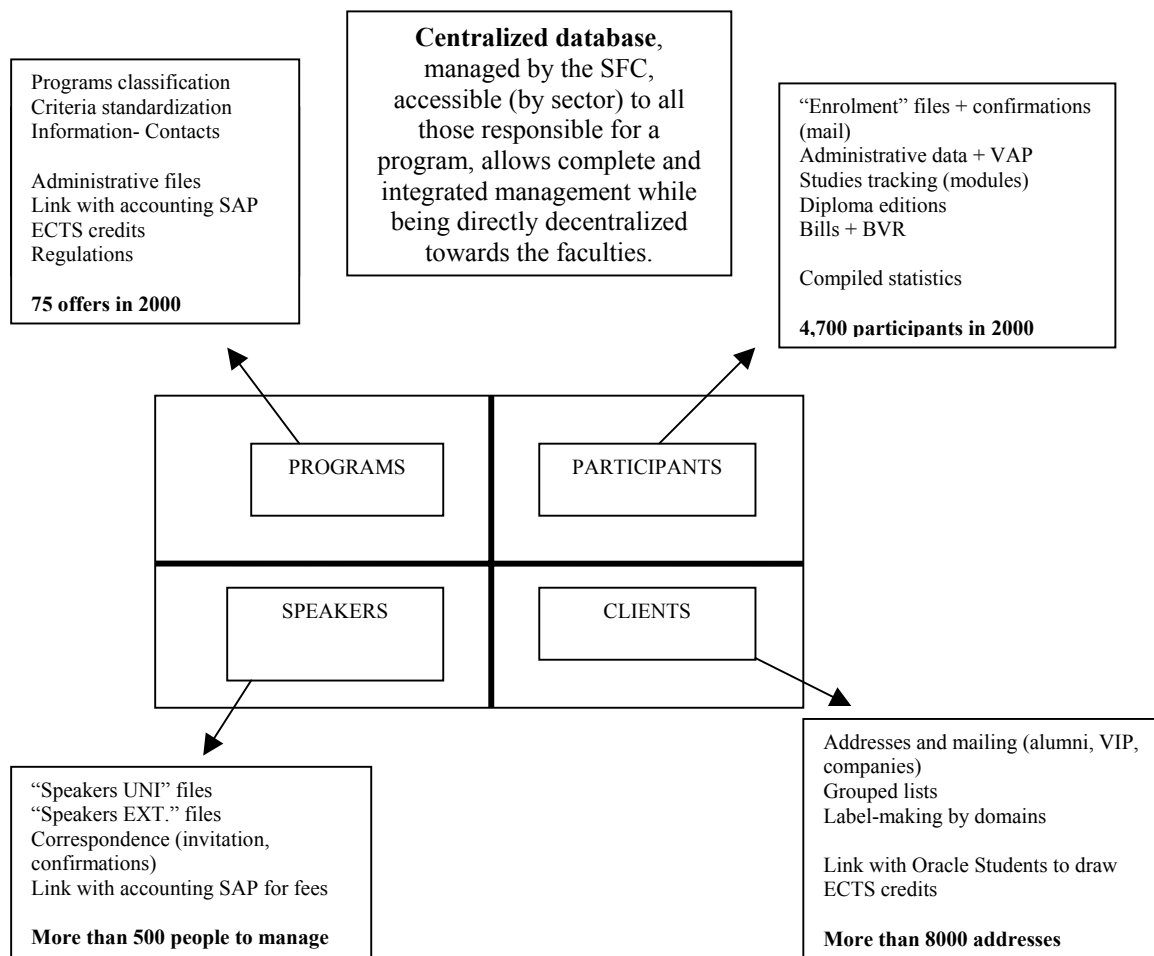 Centralized database,
managed by the SFC,
accessible (by sector) to all
those responsible for a
program, allows complete and
integrated management while
being directly decentralized
towards the faculties.
Programs classification
Criteria standardization
Information- Contacts
Administrative files
Link with accounting SAP
ECTS credits
Regulations
75 offers in 2000
“Enrolment” files + confirmations
(mail)
Administrative data + VAP
Studies tracking (modules)
Diploma editions
Bills + BVR
Compiled statistics
4,700 participants in 2000
PROGRAMS
PARTICIPANTS
SPEAKERS
CLIENTS
“Speakers UNI” files
“Speakers EXT.” files
Correspondence (invitation,
confirmations)
Link with accounting SAP for fees
More than 500 people to manage
Addresses and mailing (alumni, VIP,
companies)
Grouped lists
Label-making by domains
Link with Oracle Students to draw
ECTS credits
More than 8000 addresses